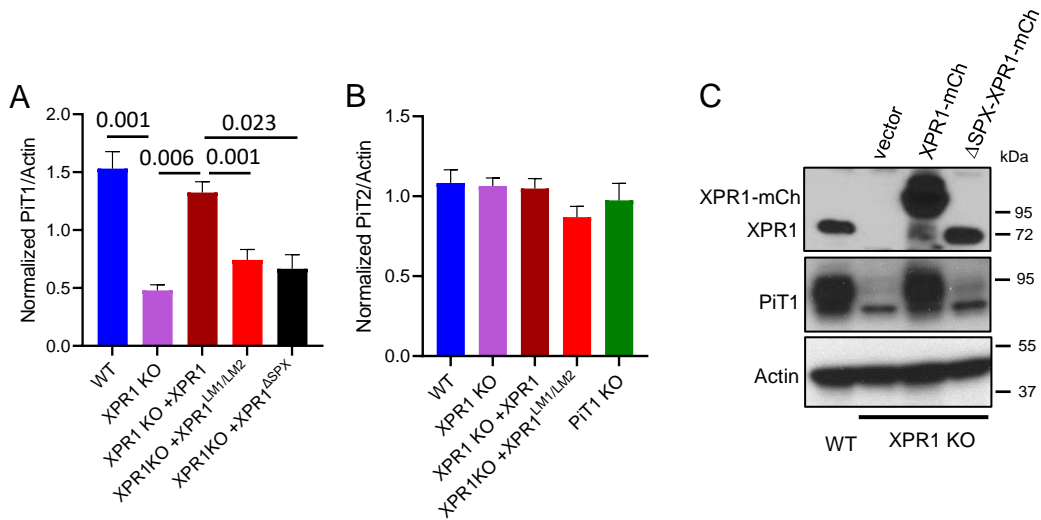 A
Normalized PiT1/Actin
2.0
1.5
1.0
0.5
0.0
0.001
0.006
0.023
0.001
WT
XPR1 KO
XPR1 KO +XPR1
XPR1KO +XPR1LM1/LM2
XPR1KO +XPR1ΔSPX
B
Normalized PiT2/Actin
1.5
1.0
0.5
0.0
WT
XPR1 KO
XPR1 KO +XPR1
XPR1KO +XPR1LM1/LM2
PiT1 KO
C
vector
XPR1-mCh
ΔSPX-XPR1-mCh
kDa
XPR1-mCh
XPR1
95
72
PiT1
95
Actin
55
37
WT
XPR1 KO